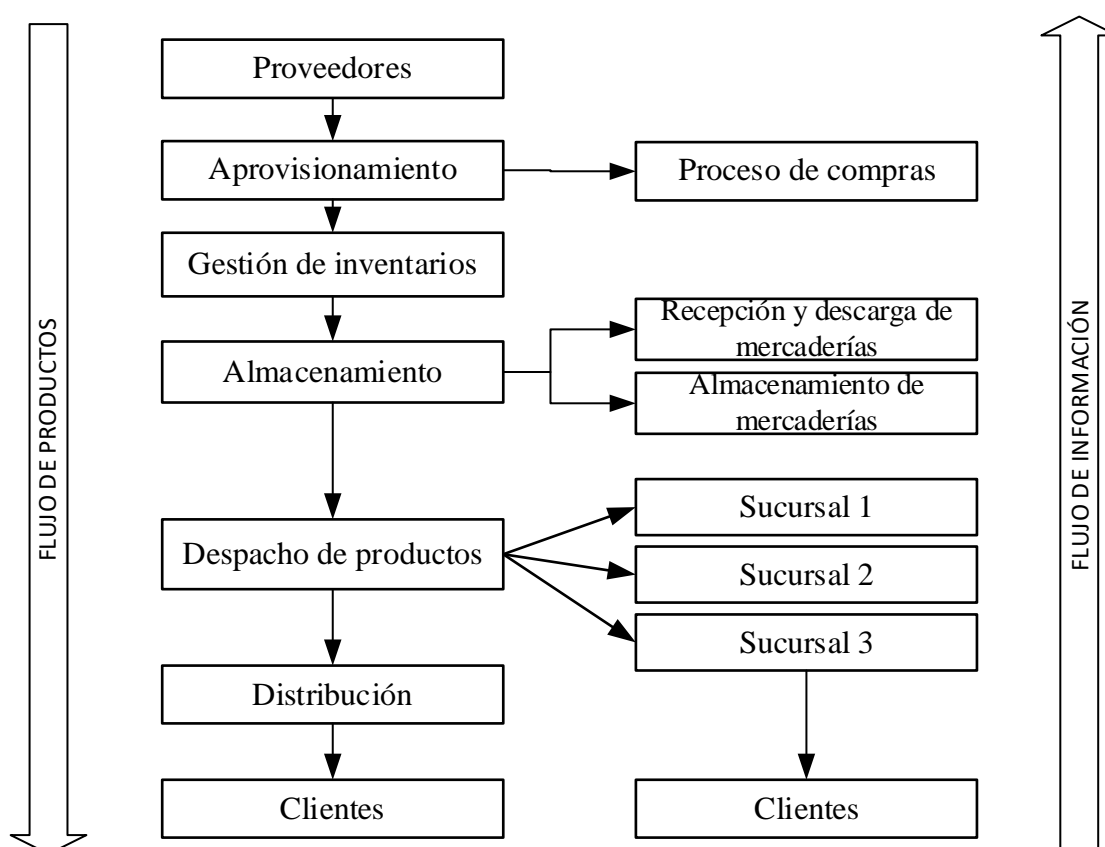 Proveedores
Aprovisionamiento
Proceso de compras
Gestión de inventarios
Recepción y descarga de
mercaderías
Almacenamiento
Almacenamiento de
mercaderías
Sucursal 1
Despacho de productos
Sucursal 2
Sucursal 3
Distribución
Clientes
Clientes
FLUJO DE PRODUCTOS
FLUJO DE INFORMACIÓN